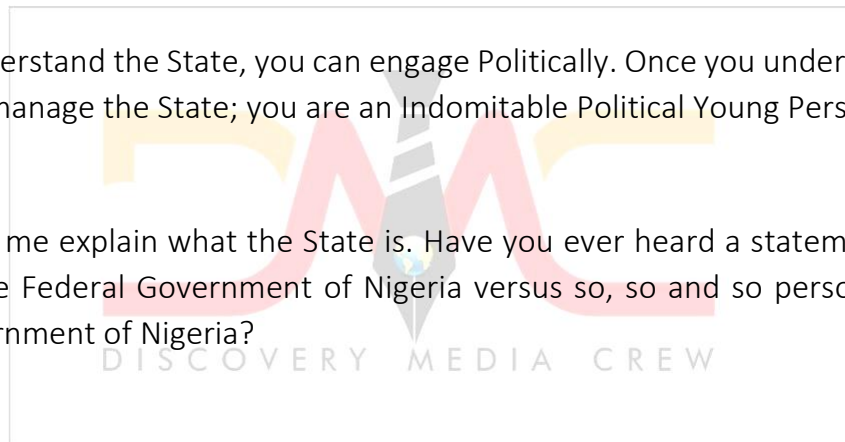 erstand the State, you can engage Politically. Once you under
manage the State; you are an Indomitable Political Young Pers
me explain what the State is. Have you ever heard a statem
e Federal Government of Nigeria versus so, so and so perso
rnment of Nigeria?
DISCOVERY MEDIA CREW